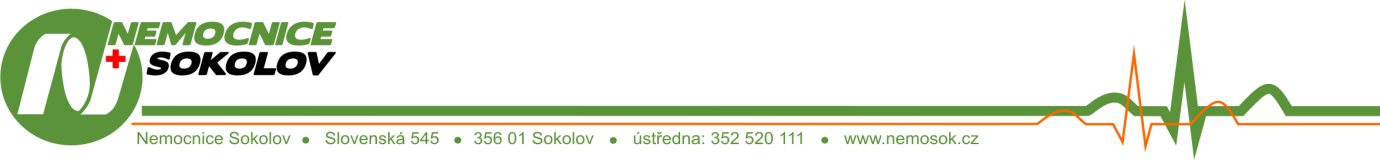 NEMOCNICE
SOKOLOV
Nemocnice Sokolov ● Slovenská 545 ● 356 01 Sokolov ● ústředna: 352 520 111 ● www.nemosok.cz